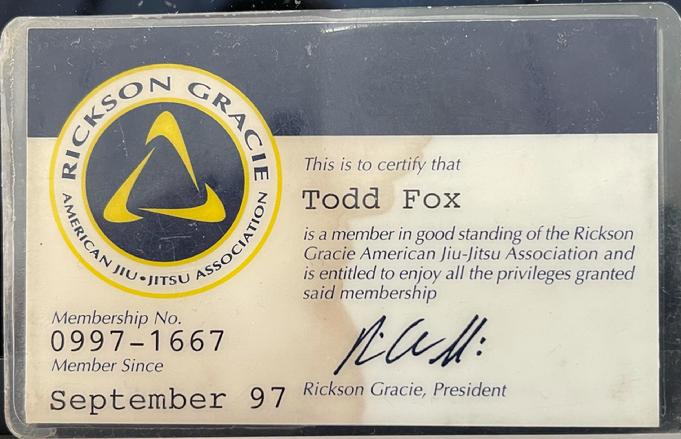 RICKSON GRACIE
AMERICAN JIU•JITSU ASSOCIATION
This is to certify that
Todd Fox
is a member in good standing of the Rickson
Gracie American Jiu-Jitsu Association and
is entitled to enjoy all the privileges granted
said membership
Membership No.
0997-1667
Member Since
September 97
Rickson Gracie, President